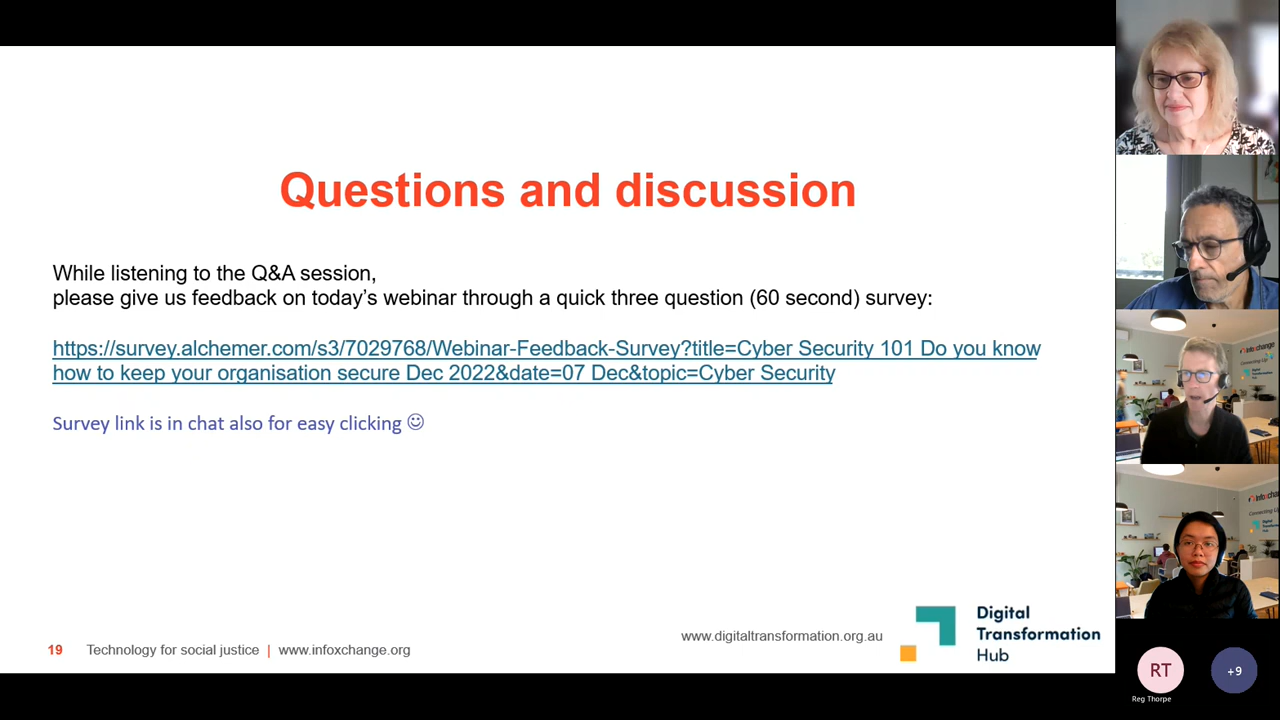 Questions and discussion
While listening to the Q&A session,
please give us feedback on today's webinar through a quick three question (60 second) survey:
https://survey.alchemer.com/s3/7029768/Webinar-Feedback-Survey?title=Cyber Security 101 Do you know
how to keep your organisation secure Dec 2022&date=07 Dec&topic=Cyber Security
Survey link is in chat also for easy clicking ☺
19 Technology for social justice | www.infoxchange.org
www.digitaltransformation.org.au
Digital
Transformation
Hub
RT
Reg Thorpe
+9